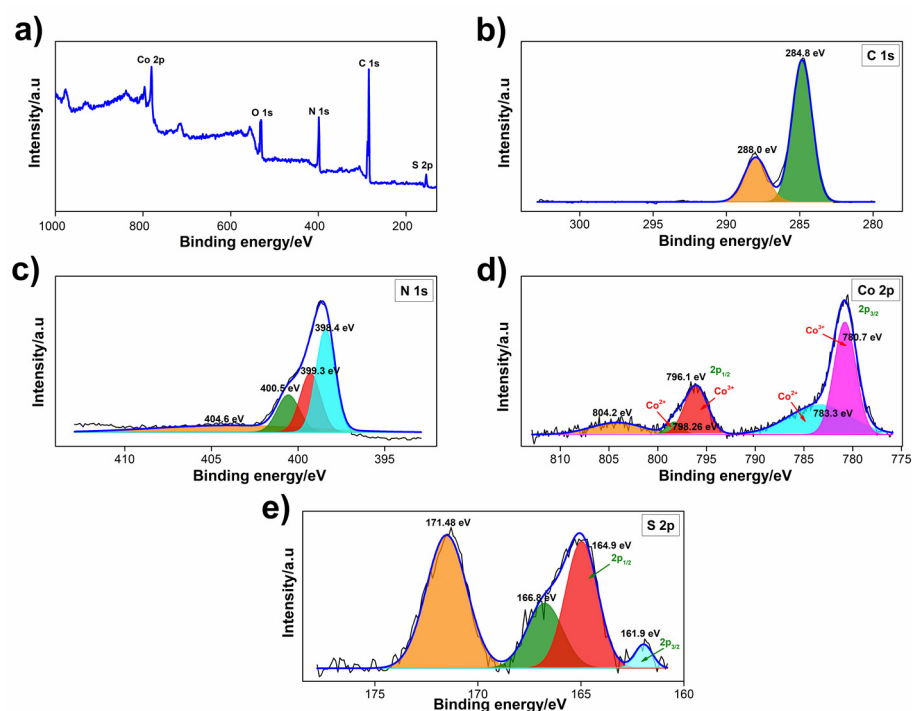 a)
Intensity/a.u
Co 2p
O 1s
N 1s
C 1s
S 2p
1000 800 600 400 200
Binding energy/eV
b)
Intensity/a.u
C 1s
284.8 eV
288.0 eV
300 295 290 285 280
Binding energy/eV
c)
Intensity/a.u
N 1s
398.4 eV
399.3 eV
400.5 eV
404.6 eV
410 405 400 395
Binding energy/eV
d)
Intensity/a.u
Co 2p
2p3/2
Co3+
780.7 eV
2p1/2
796.1 eV
Co3+
Co2+
Co2+
804.2 eV
798.26 eV
783.3 eV
810 805 800 795 790 785 780 775
Binding energy/eV
e)
Intensity/a.u
S 2p
171.48 eV
164.9 eV
2p1/2
166.8 eV
161.9 eV
2p3/2
175 170 165 160
Binding energy/eV